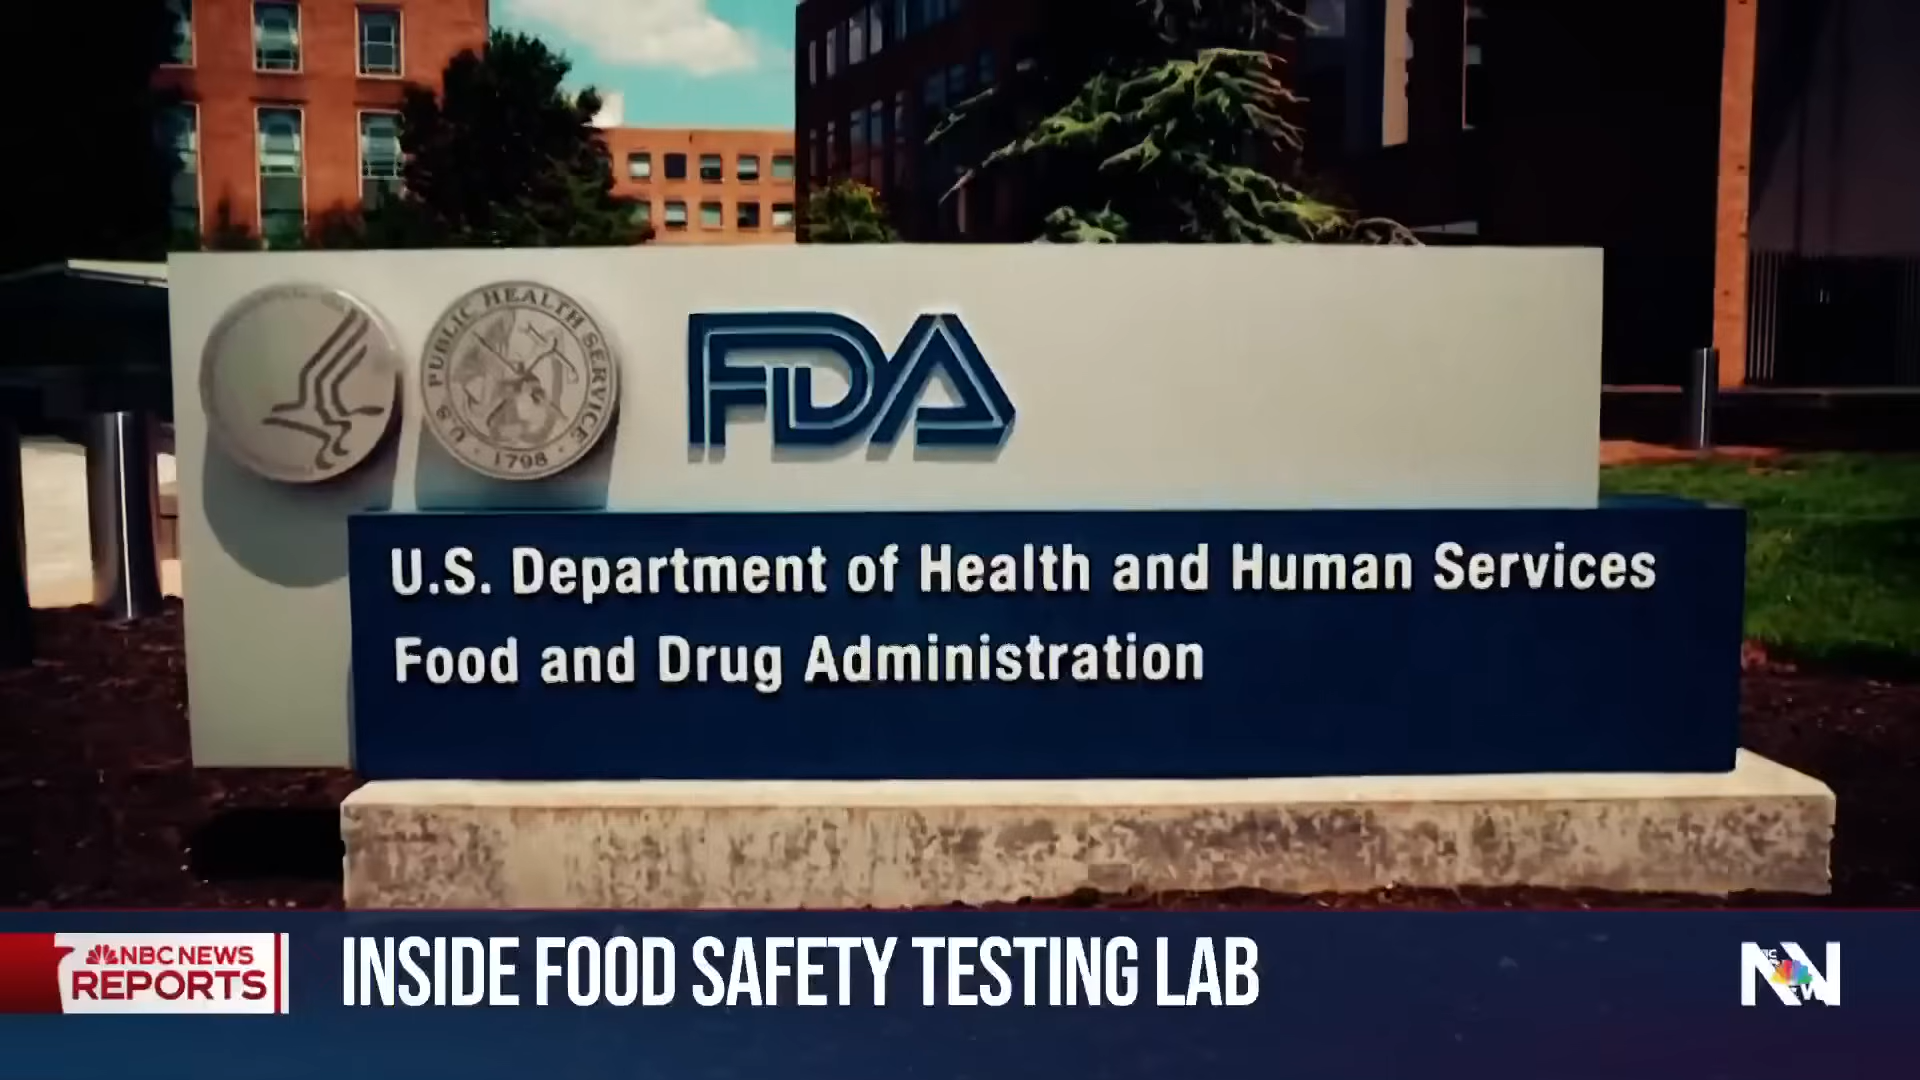 U.S PUBLIC HEALTH SERVICE
· 1798 ·
FDA
U.S. Department of Health and Human Services
Food and Drug Administration
NBC NEWS
REPORTS
INSIDE FOOD SAFETY TESTING LAB